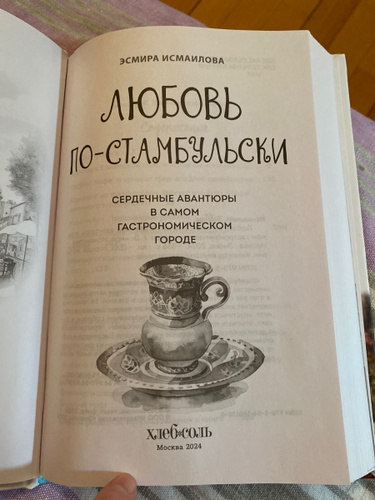 ЭСМИРА ИСМАИЛОВА
ЛЮБОВЬ
ПО-СТАМБУЛЬСКИ
СЕРДЕЧНЫЕ АВАНТЮРЫ
В САМОМ
ГАСТРОНОМИЧЕСКОМ
ГОРОДЕ
ХЛЕБ*СОЛЬ
Москва 2024